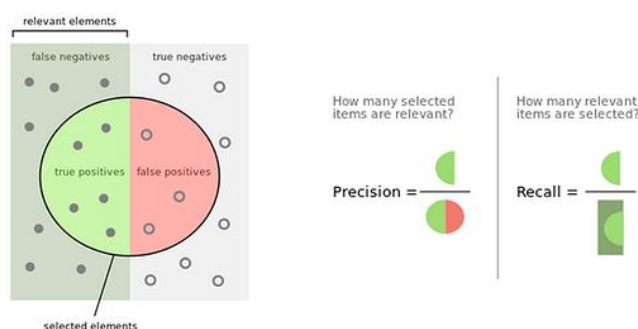 relevant elements
false negatives
true negatives
true positives
false positives
selected elements
How many selected
items are relevant?
Precision =
How many relevant
items are selected?
Recall =